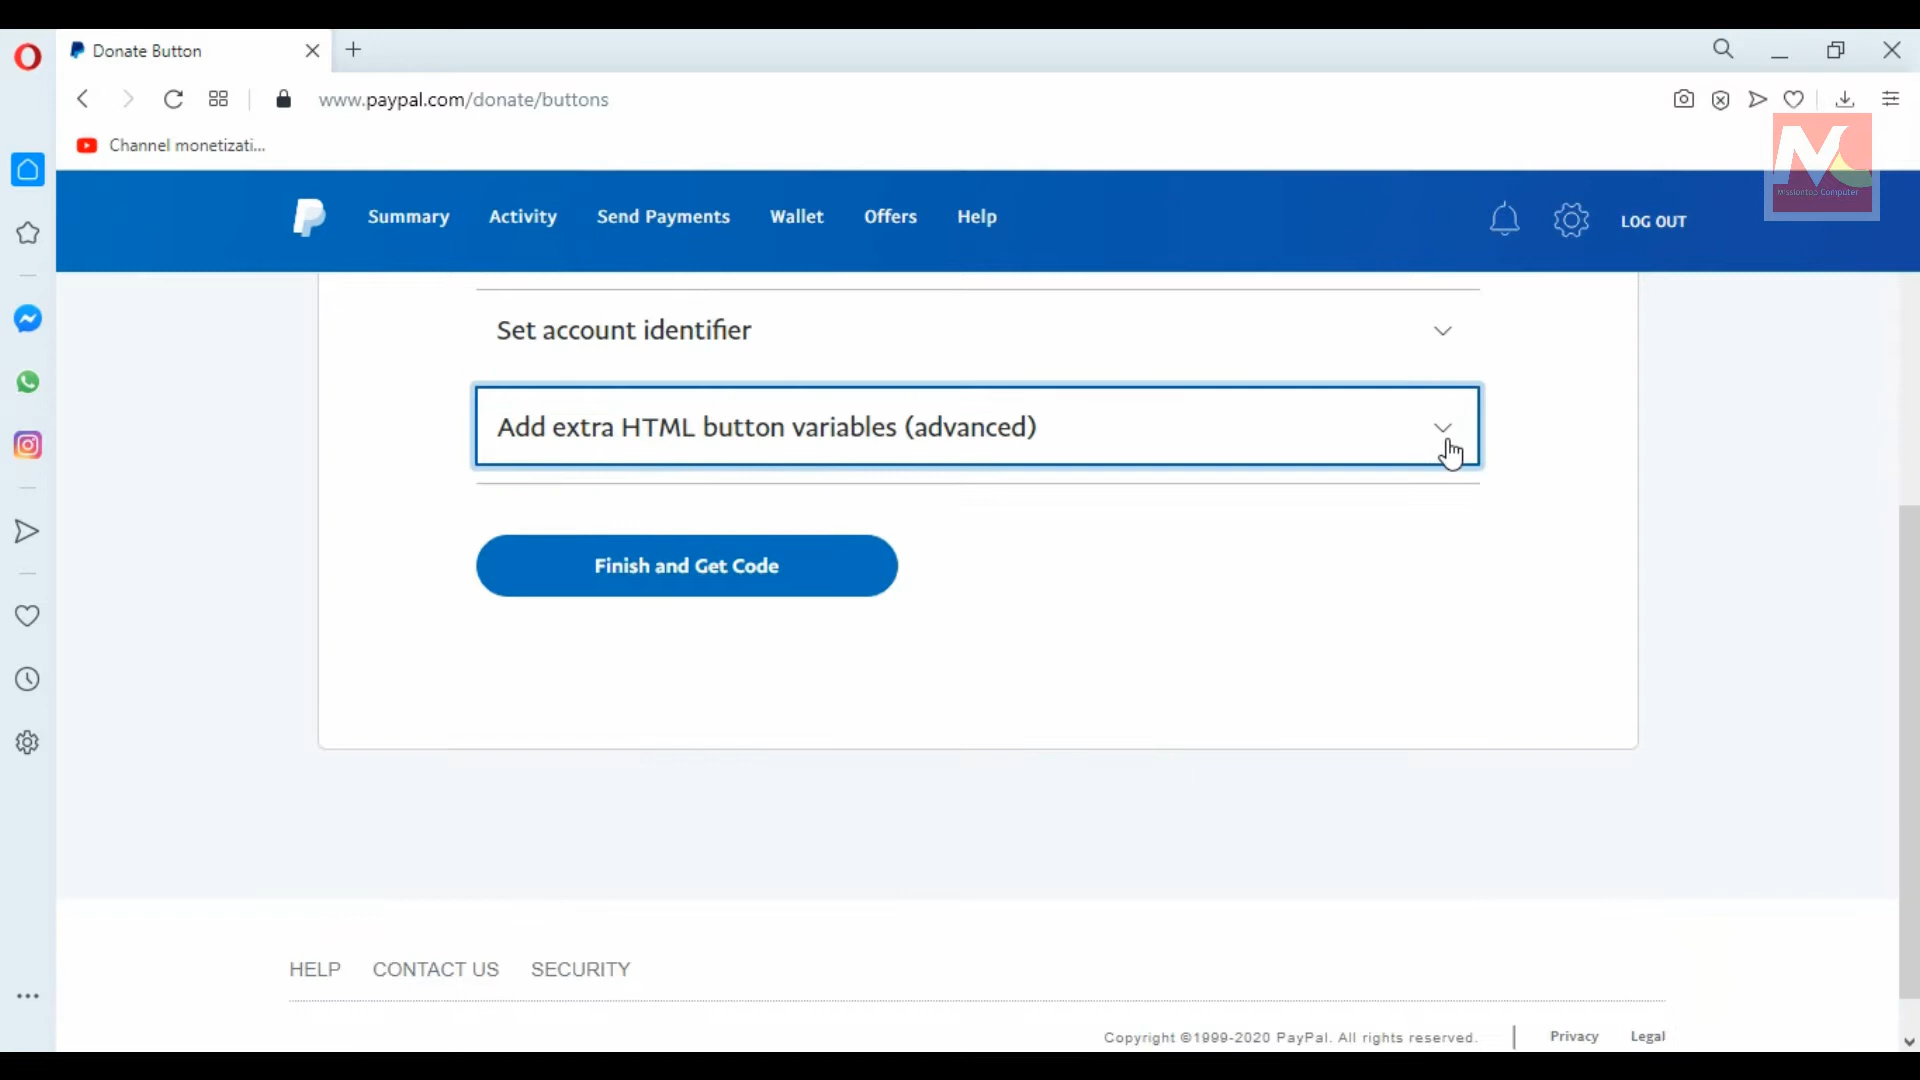 Donate Button
www.paypal.com/donate/buttons
Channel monetizati...
Missiontop Computer
Summary
Activity
Send Payments
Wallet
Offers
Help
LOG OUT
Set account identifier
Add extra HTML button variables (advanced)
Finish and Get Code
HELP
CONTACT US
SECURITY
Copyright ©1999-2020 PayPal. All rights reserved.
Privacy
Legal